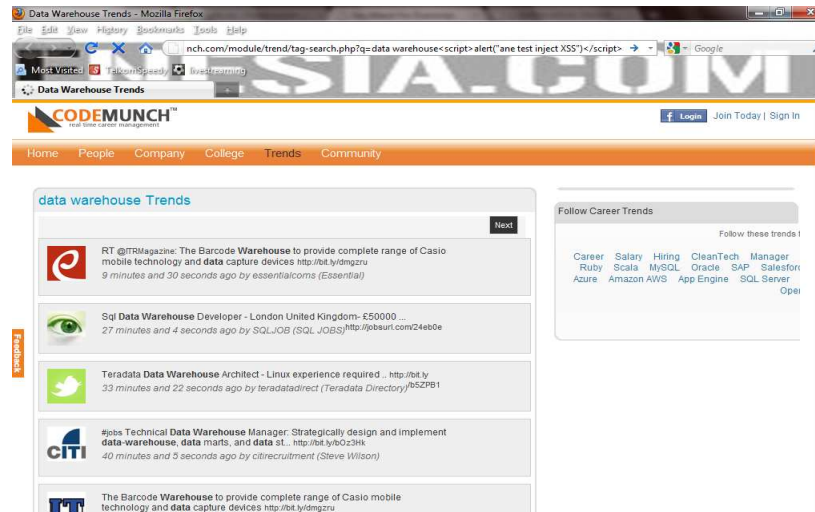 Data Warehouse Trends - Mozilla Firefox
File Edit View History Bookmarks Tools Help
nch.com/module/trend/tag-search.php?q=data warehouse<script>alert("ane test inject XSS")</script>
Google
Most Visited TelkomSpeedy livestreaming
ESIA.COM
Data Warehouse Trends
CODEMUNCH™
real time career management
f Login Join Today | Sign In
Home People Company College Trends Community
data warehouse Trends
Next
RT @ITRMagazine: The Barcode Warehouse to provide complete range of Casio
mobile technology and data capture devices http://bit.ly/dmgzru
9 minutes and 30 seconds ago by essentialcoms (Essential)
Sql Data Warehouse Developer - London United Kingdom- £50000 ...
27 minutes and 4 seconds ago by SQLJOB (SQL JOBS) http://jobsurl.com/24eb0e
Teradata Data Warehouse Architect - Linux experience required .. http://bit.ly
33 minutes and 22 seconds ago by teradatadirect (Teradata Directory) /b5ZPB1
citi
#jobs Technical Data Warehouse Manager: Strategically design and implement
data-warehouse, data marts, and data st... http://bit.ly/bOz3Hk
40 minutes and 5 seconds ago by citirecruitment (Steve Wilson)
IT
The Barcode Warehouse to provide complete range of Casio mobile
technology and data capture devices http://bit.ly/dmgzru
Feedback
Follow Career Trends
Follow these trends
Career Salary Hiring CleanTech Manager
Ruby Scala MySQL Oracle SAP Salesforc
Azure Amazon AWS App Engine SQL Server
Open